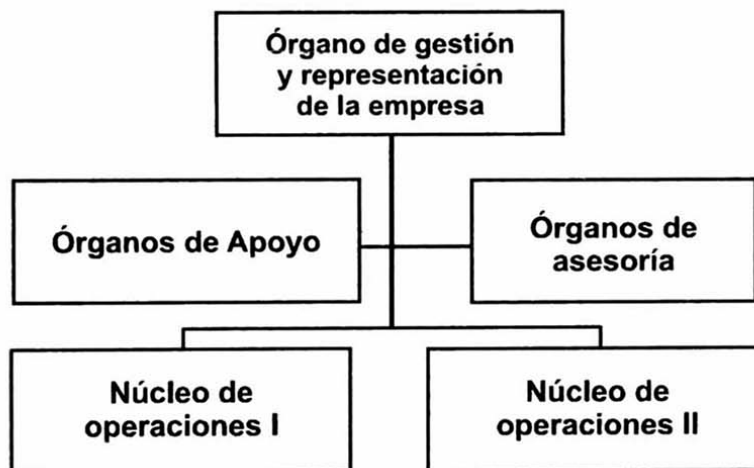 Órgano de gestión
y representación
de la empresa
Órganos de Apoyo
Órganos de
asesoría
Núcleo de
operaciones I
Núcleo de
operaciones II